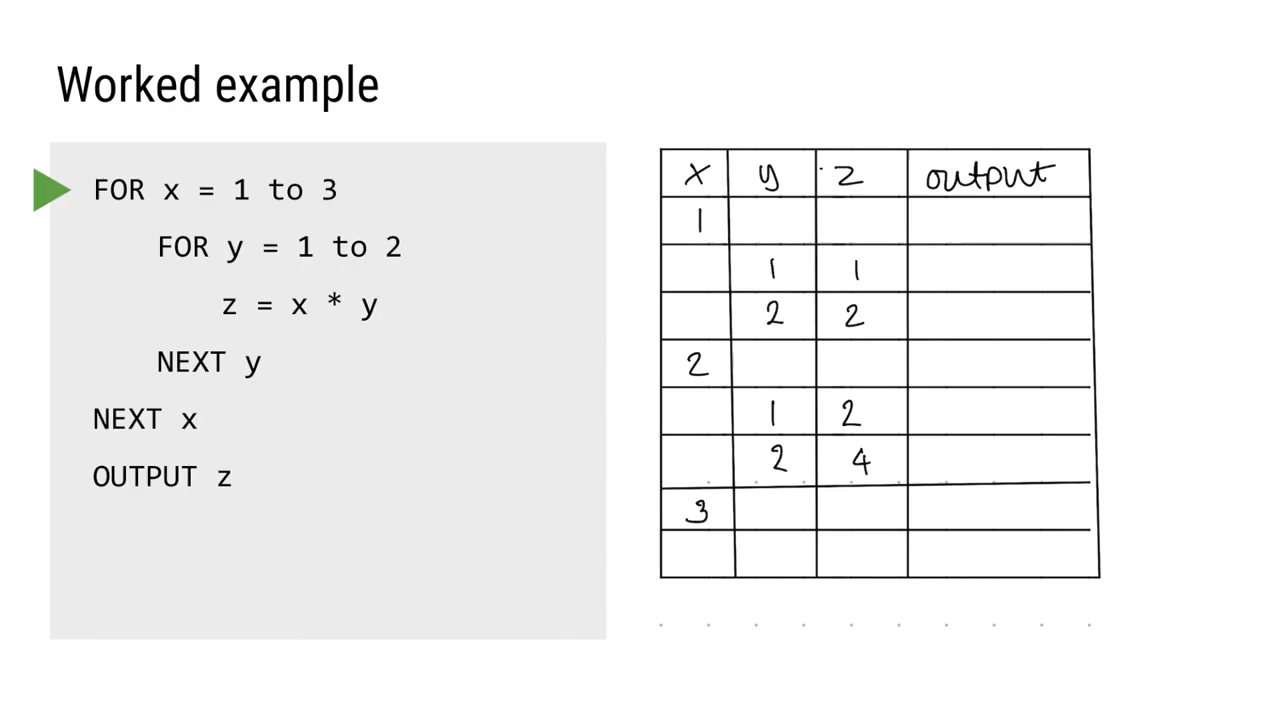 Worked example
FOR x = 1 to 3
FOR y = 1 to 2
z = x * y
NEXT y
NEXT x
OUTPUT z
x y z output
1
1 1
2 2
2
1 2
2 4
3